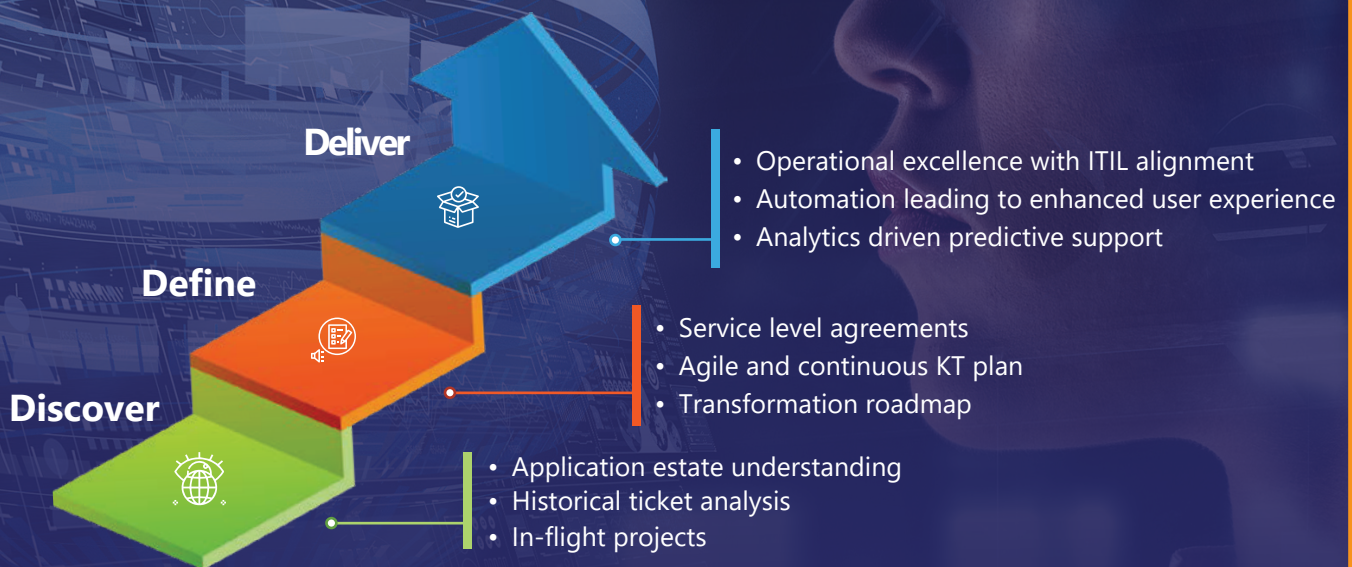 Deliver
• Operational excellence with ITIL alignment
• Automation leading to enhanced user experience
• Analytics driven predictive support
Define
• Service level agreements
• Agile and continuous KT plan
• Transformation roadmap
Discover
• Application estate understanding
• Historical ticket analysis
• In-flight projects